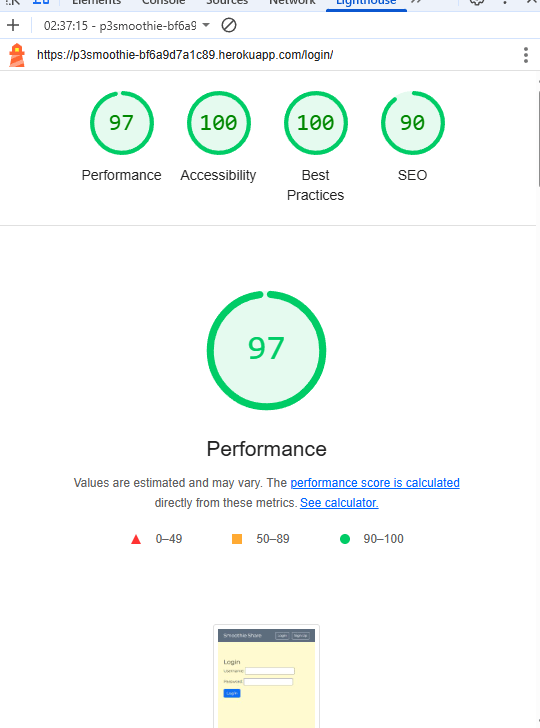 Elements Console Sources Network Lighthouse
02:37:15 - p3smoothie-bf6a9
https://p3smoothie-bf6a9d7a1c89.herokuapp.com/login/
97 100 100 90
Performance Accessibility Best Practices SEO
97
Performance
Values are estimated and may vary. The performance score is calculated
directly from these metrics. See calculator.
0–49 50–89 90–100
Smoothie Share Login Sign Up
Login
Username:
Password:
Login